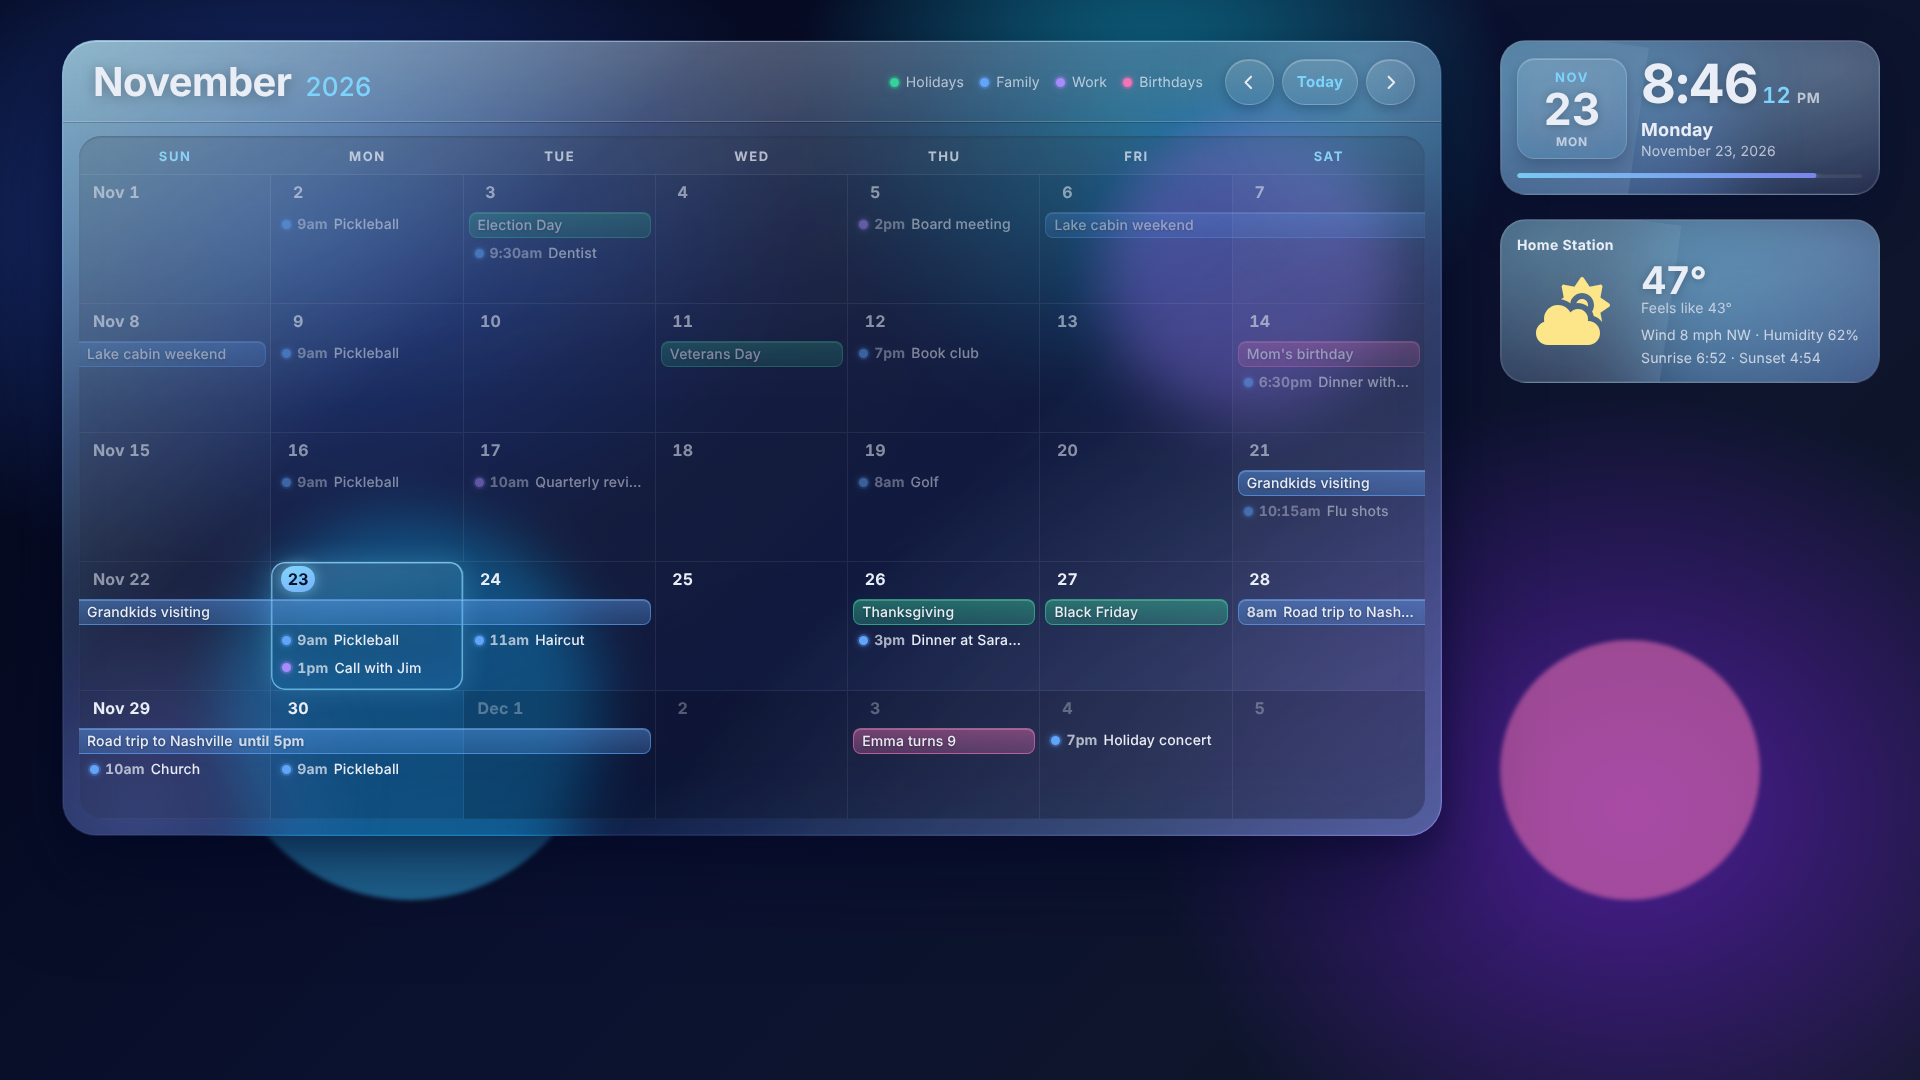 November 2026
Holidays Family Work Birthdays Today
SUN MON TUE WED THU FRI SAT
Nov 1 2 3 4 5 6 7
9am Pickleball Election Day 2pm Board meeting Lake cabin weekend
9:30am Dentist
Nov 8 9 10 11 12 13 14
Lake cabin weekend 9am Pickleball Veterans Day 7pm Book club Mom's birthday
6:30pm Dinner with...
Nov 15 16 17 18 19 20 21
9am Pickleball 10am Quarterly revi... 8am Golf Grandkids visiting
10:15am Flu shots
Nov 22 23 24 25 26 27 28
Grandkids visiting Thanksgiving Black Friday 8am Road trip to Nash...
9am Pickleball 11am Haircut 3pm Dinner at Sara...
1pm Call with Jim
Nov 29 30 Dec 1 2 3 4 5
Road trip to Nashville until 5pm Emma turns 9 7pm Holiday concert
10am Church 9am Pickleball
NOV
23
MON
8:46 12 PM
Monday
November 23, 2026
Home Station
47°
Feels like 43°
Wind 8 mph NW · Humidity 62%
Sunrise 6:52 · Sunset 4:54